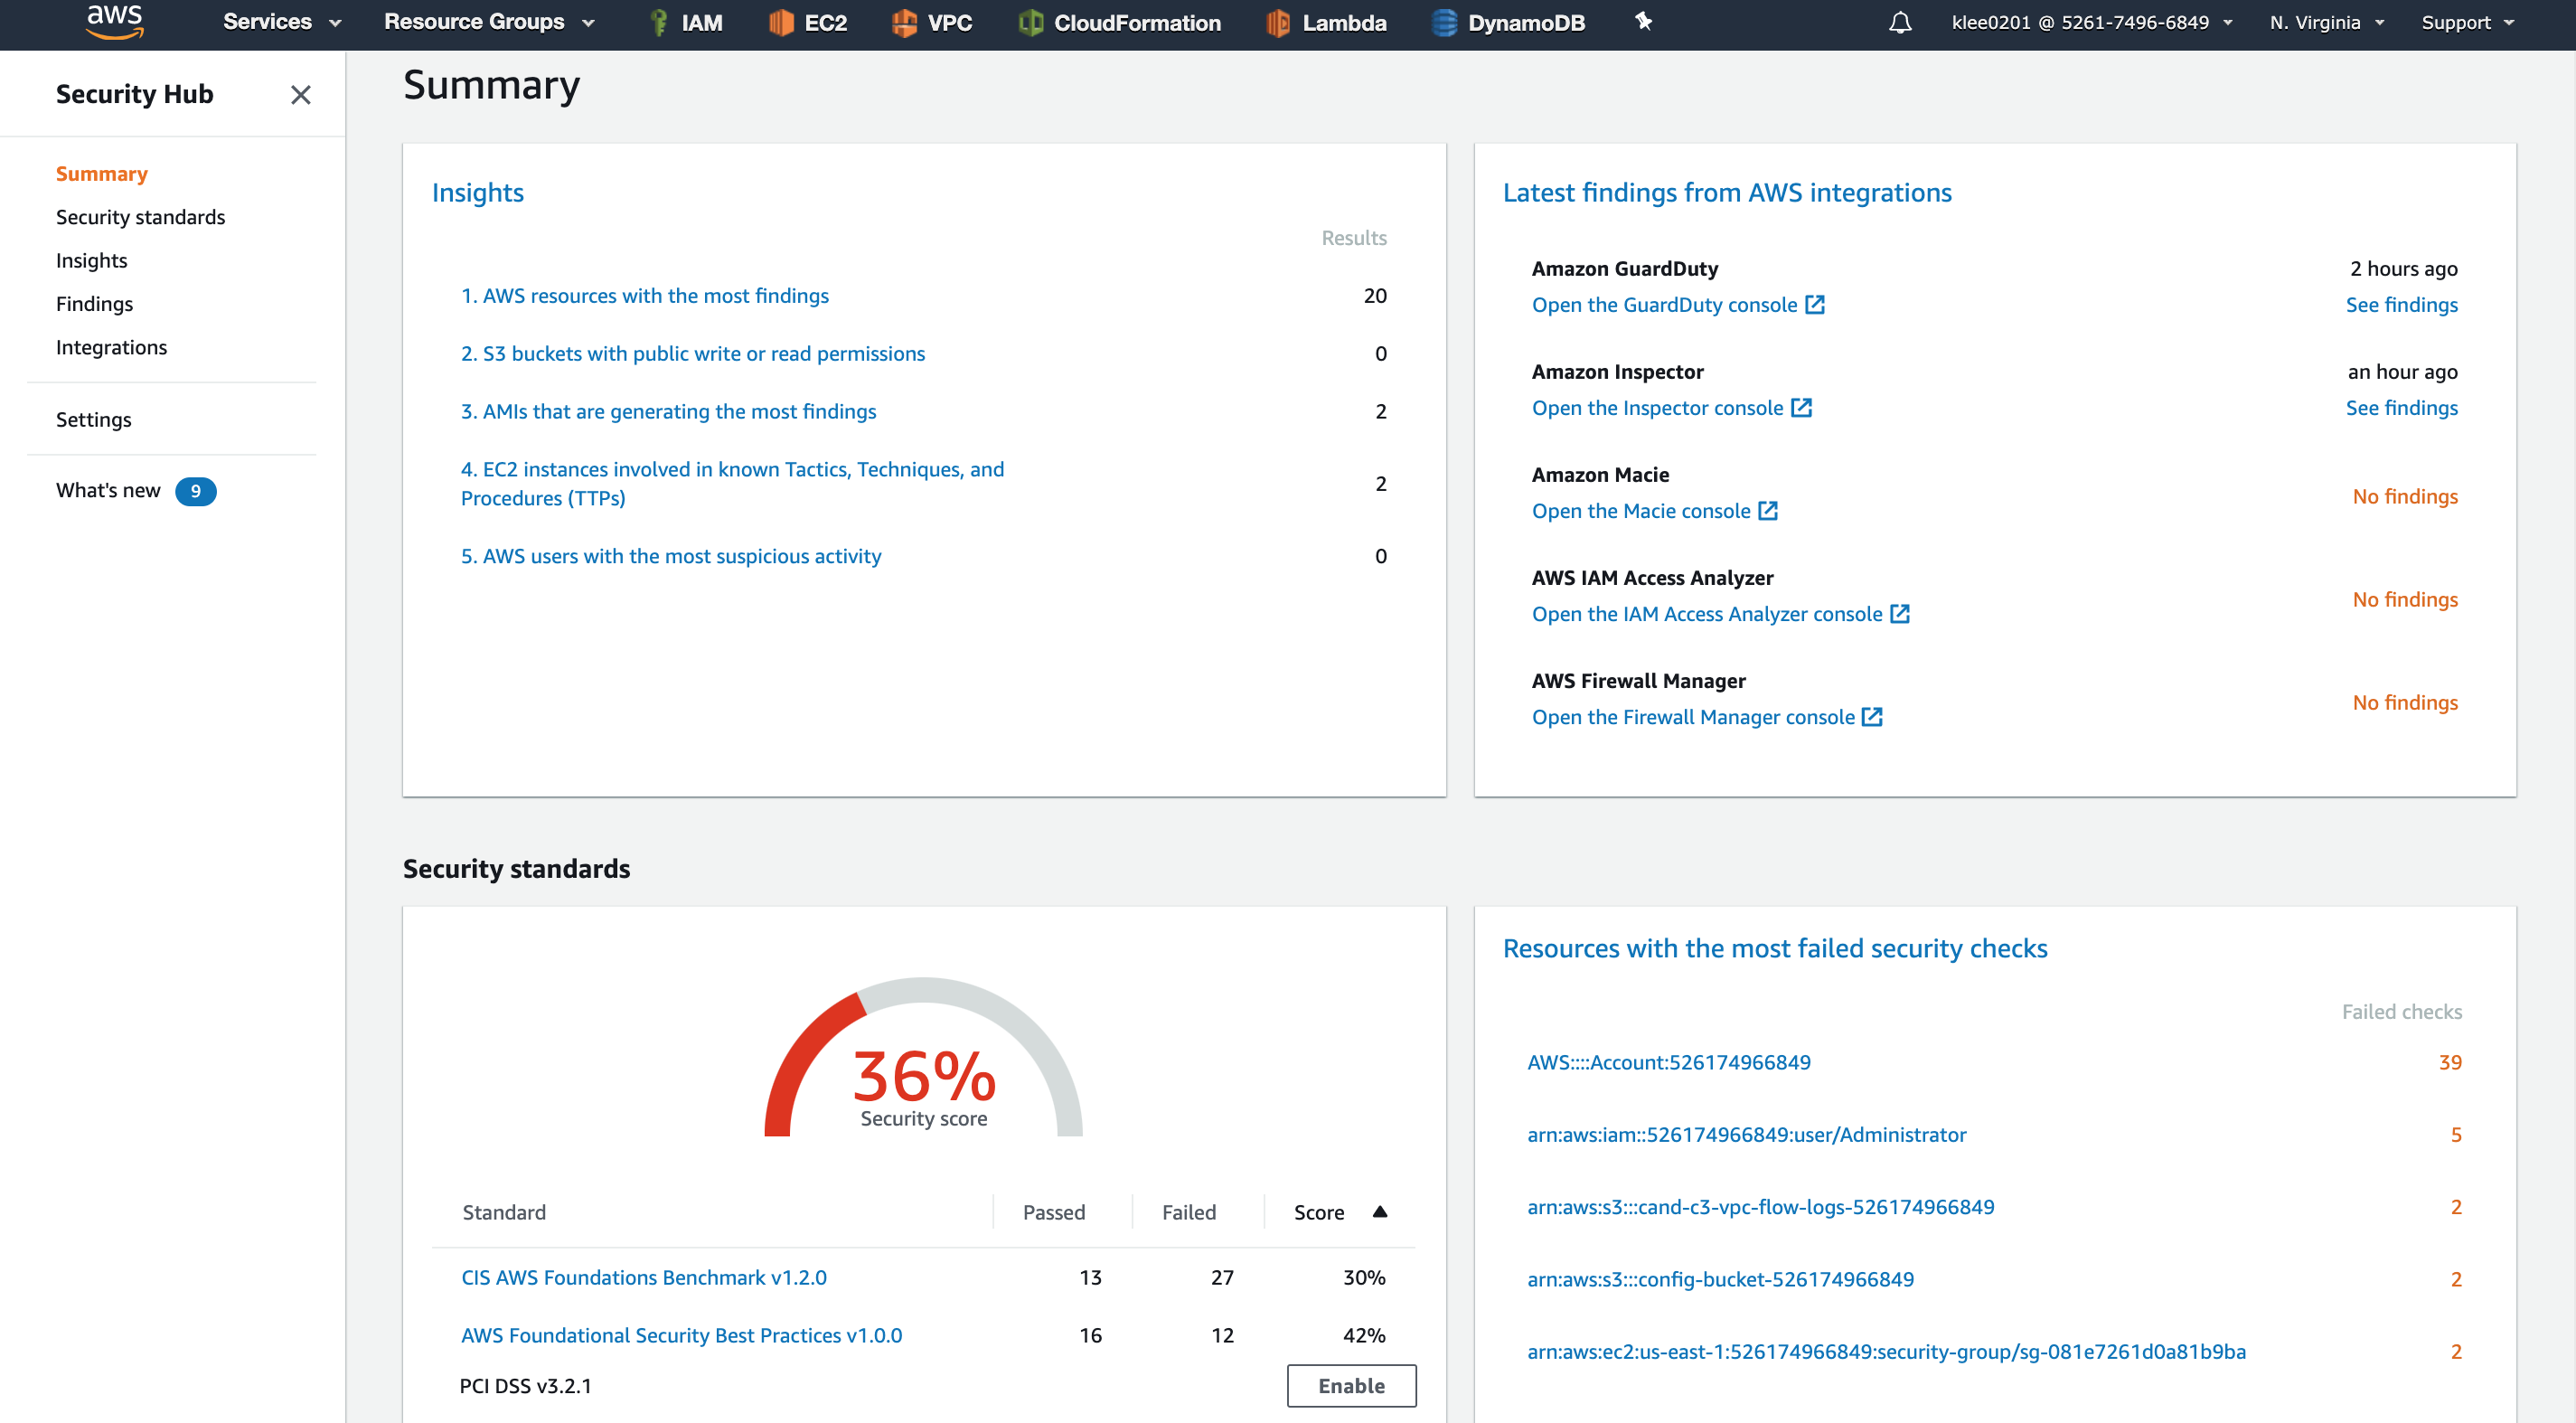 aws
Services
Resource Groups
IAM
EC2
VPC
CloudFormation
Lambda
DynamoDB
klee0201 @ 5261-7496-6849
N. Virginia
Support
Security Hub
Summary
Security standards
Insights
Findings
Integrations
Settings
What's new 9
Summary
Insights
Results
1. AWS resources with the most findings 20
2. S3 buckets with public write or read permissions 0
3. AMIs that are generating the most findings 2
4. EC2 instances involved in known Tactics, Techniques, and
Procedures (TTPs) 2
5. AWS users with the most suspicious activity 0
Latest findings from AWS integrations
Amazon GuardDuty 2 hours ago
Open the GuardDuty console See findings
Amazon Inspector an hour ago
Open the Inspector console See findings
Amazon Macie
Open the Macie console No findings
AWS IAM Access Analyzer
Open the IAM Access Analyzer console No findings
AWS Firewall Manager
Open the Firewall Manager console No findings
Security standards
36%
Security score
Standard Passed Failed Score
CIS AWS Foundations Benchmark v1.2.0 13 27 30%
AWS Foundational Security Best Practices v1.0.0 16 12 42%
PCI DSS v3.2.1 Enable
Resources with the most failed security checks
Failed checks
AWS::::Account:526174966849 39
arn:aws:iam::526174966849:user/Administrator 5
arn:aws:s3:::cand-c3-vpc-flow-logs-526174966849 2
arn:aws:s3:::config-bucket-526174966849 2
arn:aws:ec2:us-east-1:526174966849:security-group/sg-081e7261d0a81b9ba 2